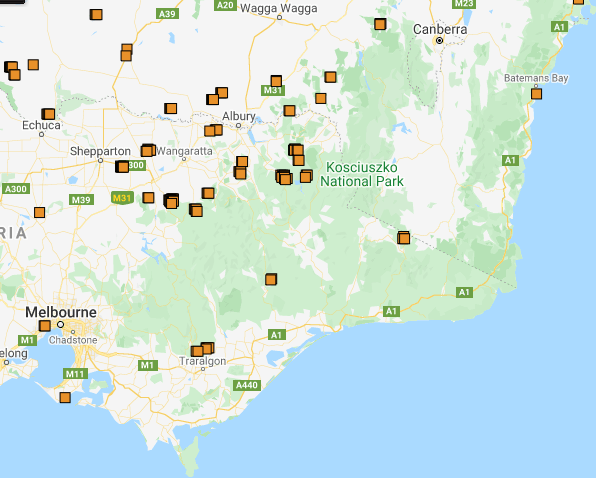 A20
M23
Wagga Wagga
A39
Canberra
A1
Batemans Bay
M31
Echuca
Albury
Shepparton
Wangaratta
300
A1
Kosciuszko
National Park
A300
M39
M31
RIA
A1
Melbourne
A1
M1
Chadstone
A1
elong
M1
Traralgon
M11
A440